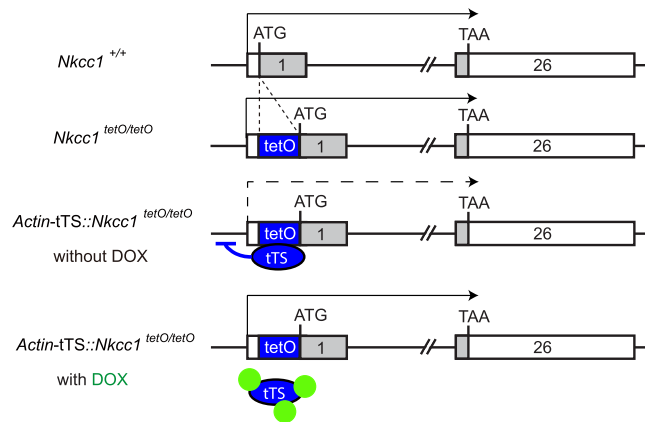 ATG TAA
Nkcc1 +/+ 1 26
ATG TAA
Nkcc1 tetO/tetO tetO 1 26
ATG TAA
Actin-tTS::Nkcc1 tetO/tetO tetO 1 26
without DOX tTS
ATG TAA
Actin-tTS::Nkcc1 tetO/tetO tetO 1 26
with DOX tTS